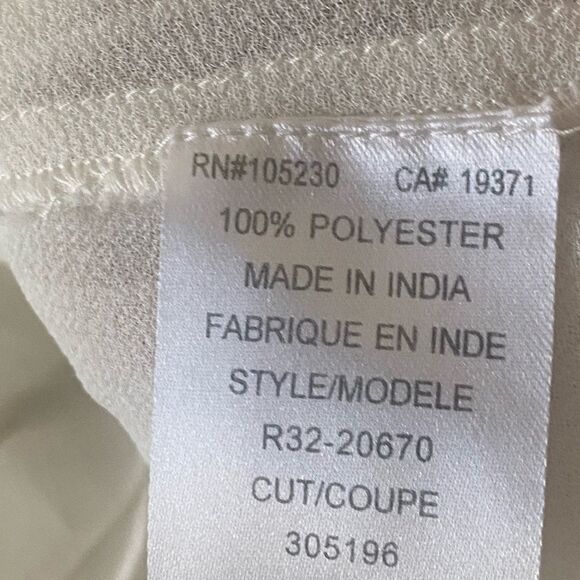 RN#105230 CA# 19371
100% POLYESTER
MADE IN INDIA
FABRIQUE EN INDE
STYLE/MODELE
R32-20670
CUT/COUPE
305196